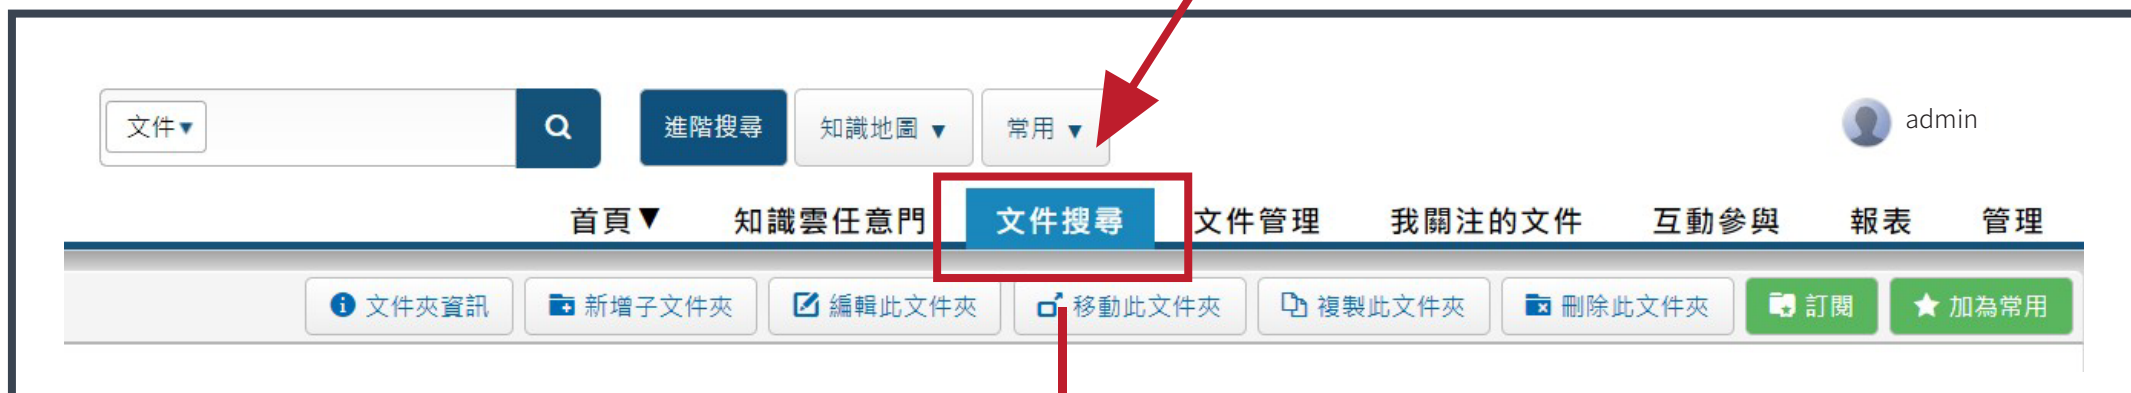 文件▼ 進階搜尋 知識地圖 ▼ 常用 ▼ admin
首頁▼ 知識雲任意門 文件搜尋 文件管理 我關注的文件 互動參與 報表 管理
文件夾資訊 新增子文件夾 編輯此文件夾 移動此文件夾 複製此文件夾 刪除此文件夾 訂閱 加為常用